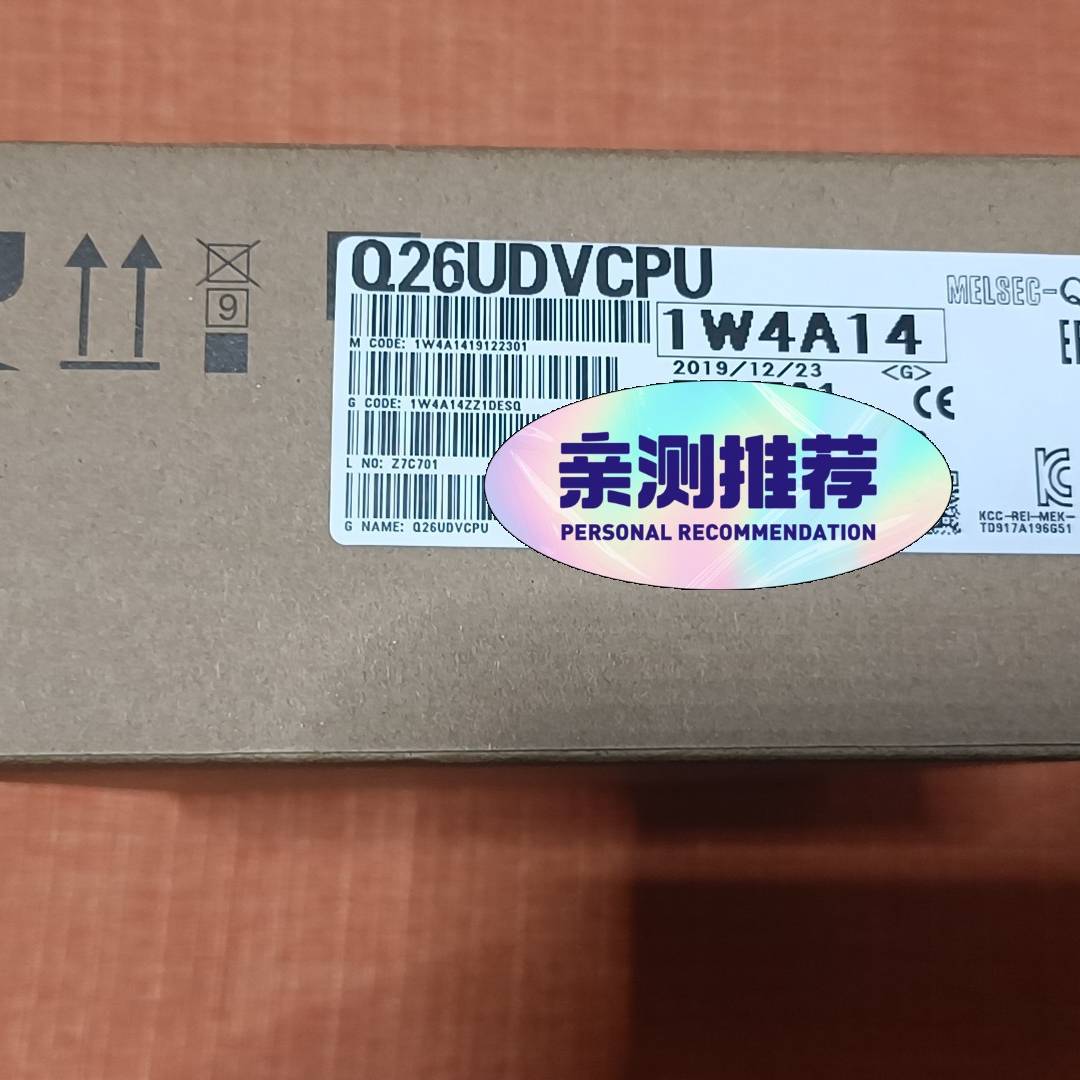 Q26UDVCPU
MELSEC-Q
9
M CODE: 1W4A1419122301
1W4A14
2019/12/23 <G>
G CODE: 1W4A14ZZ1DESQ
CE
L NO: Z7C701
G NAME: Q26UDVCPU
KCC-REI-MEK-
TD917A196G51
亲测推荐
PERSONAL RECOMMENDATION